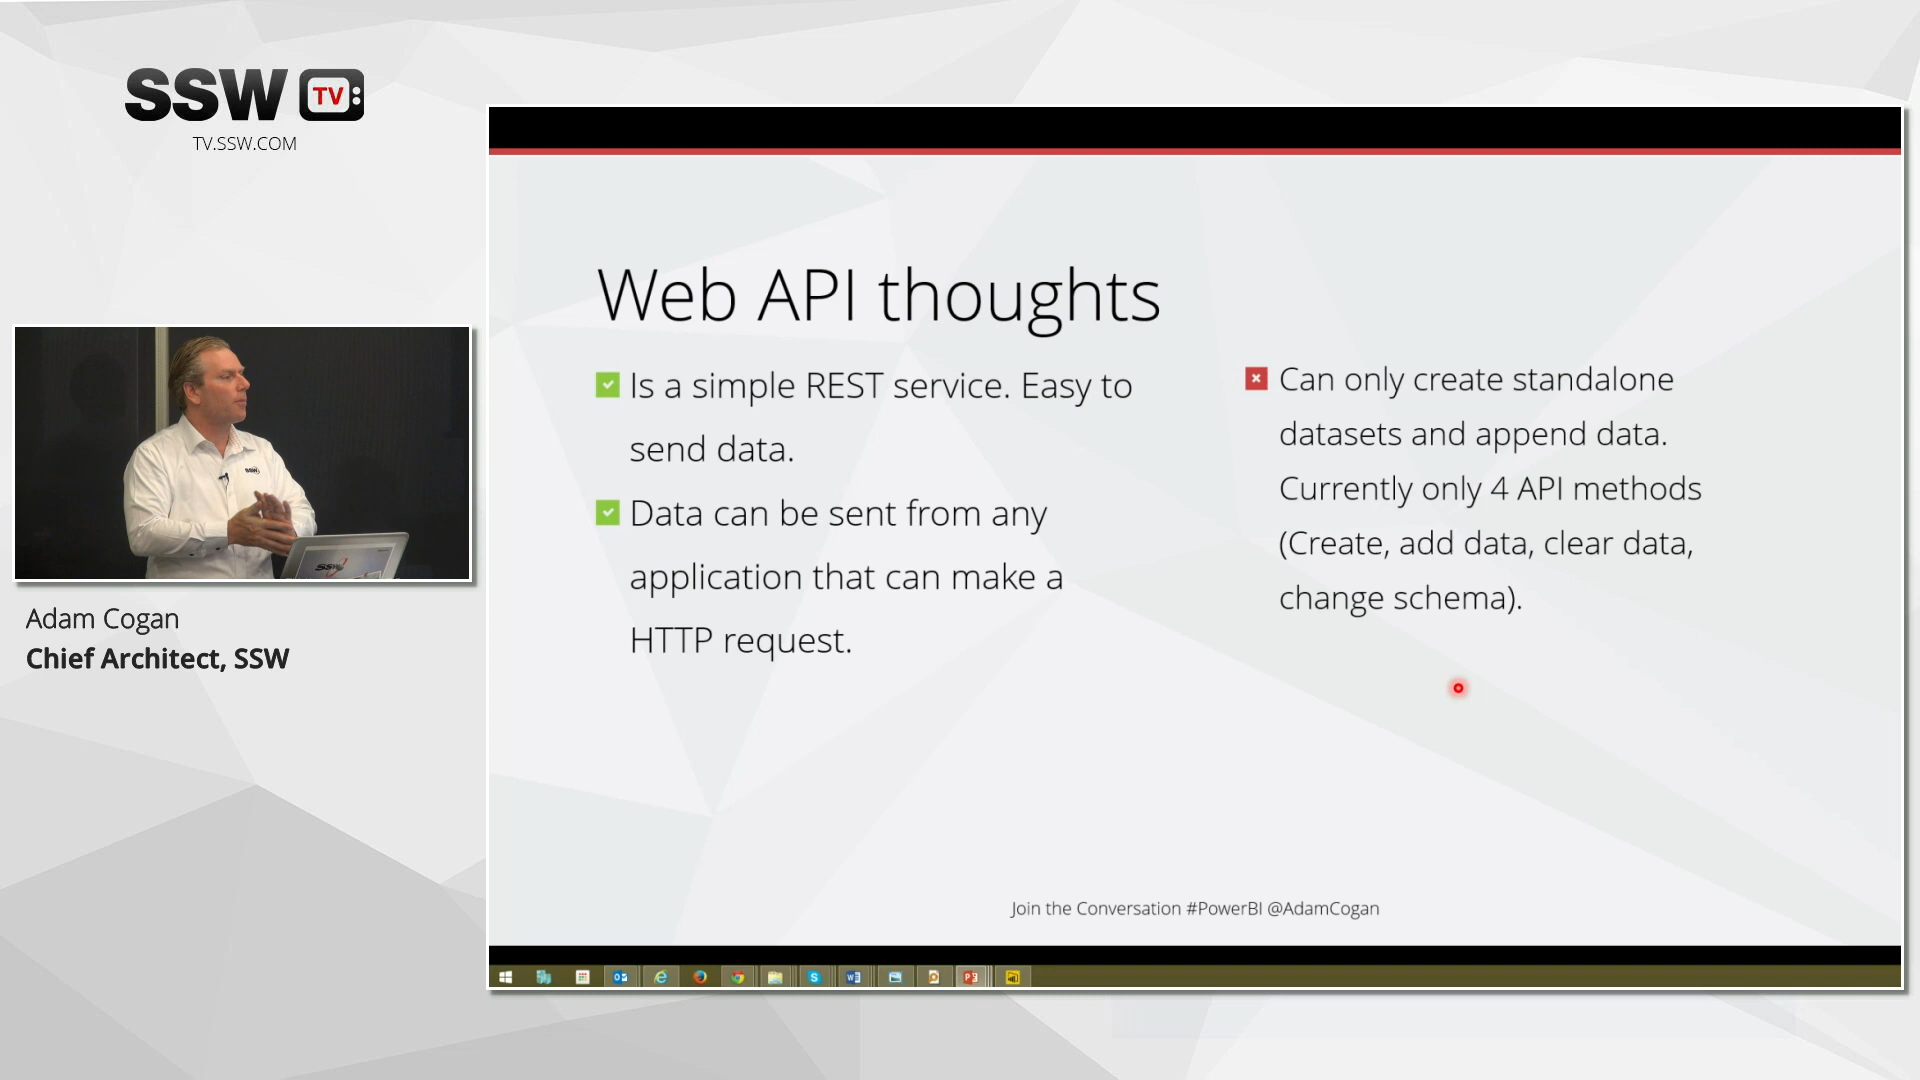 SSW TV
TV.SSW.COM
SSW
SSW
Adam Cogan
Chief Architect, SSW
Web API thoughts
Is a simple REST service. Easy to
send data.
Data can be sent from any
application that can make a
HTTP request.
Can only create standalone
datasets and append data.
Currently only 4 API methods
(Create, add data, clear data,
change schema).
Join the Conversation #PowerBI @AdamCogan